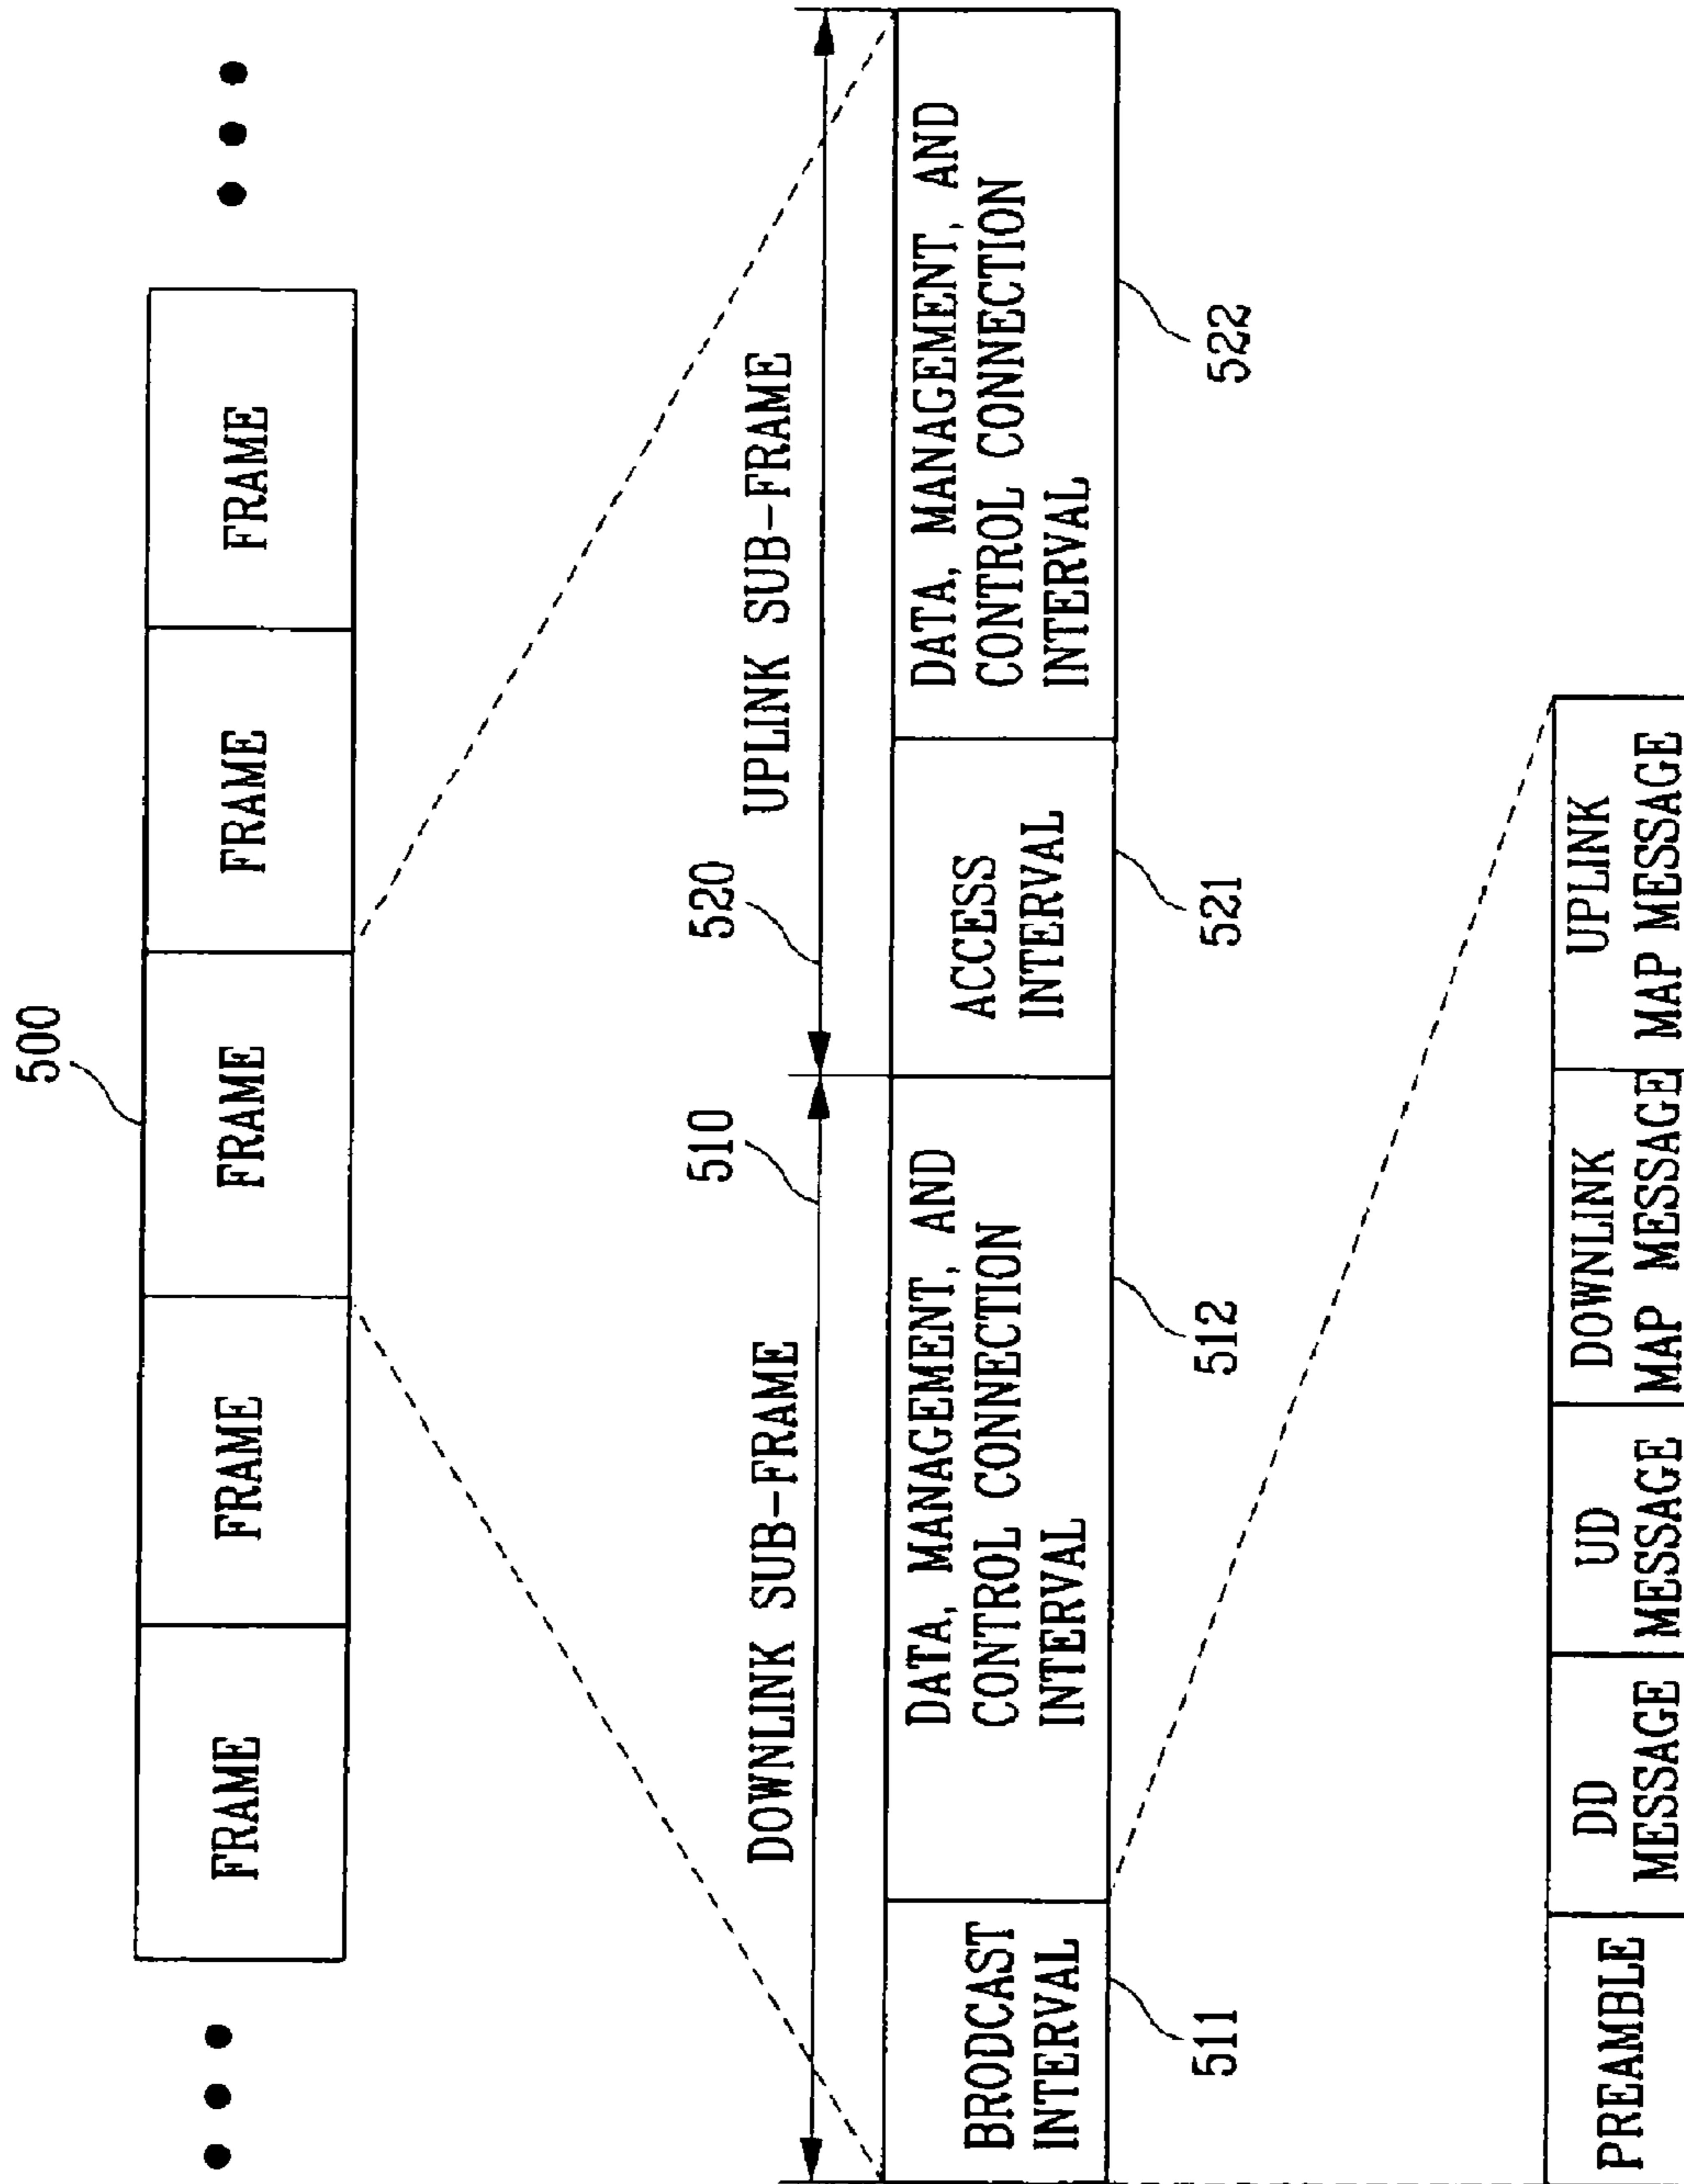 500
FRAME
FRAME
FRAME
FRAME
FRAME
510
520
DOWNLINK SUB-FRAME
UPLINK SUB-FRAME
BRODCAST
INTERVAL
DATA, MANAGEMENT, AND
CONTROL CONNECTION
INTERVAL
ACCESS
INTERVAL
DATA, MANAGEMENT, AND
CONTROL CONNECTION
INTERVAL
511
512
521
522
PREAMBLE
DD
MESSAGE
UD
MESSAGE
DOWNLINK
MAP MESSAGE
UPLINK
MAP MESSAGE